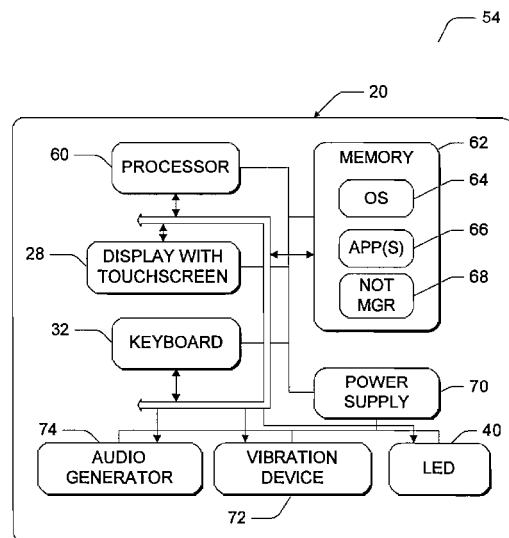 54
20
60
PROCESSOR
MEMORY
62
OS
64
28
DISPLAY WITH
TOUCHSCREEN
APP(S)
66
NOT
MGR
68
32
KEYBOARD
POWER
SUPPLY
70
74
AUDIO
GENERATOR
VIBRATION
DEVICE
72
LED
40